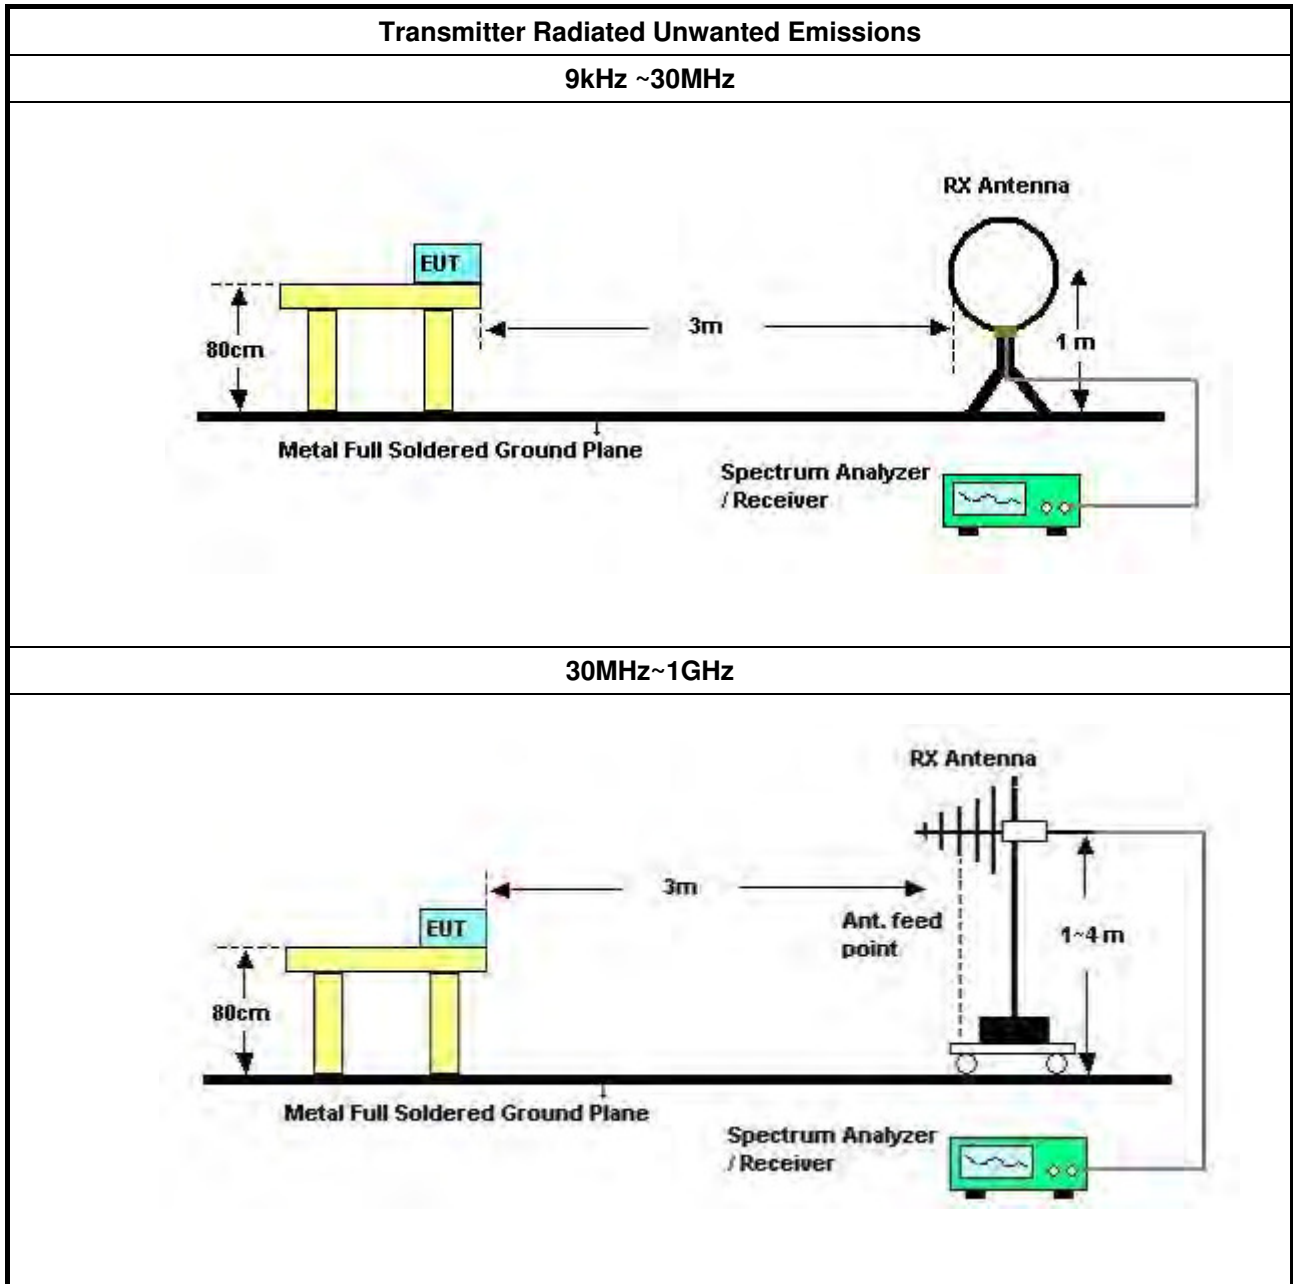 Transmitter Radiated Unwanted Emissions
9kHz ~30MHz
RX Antenna
EUT
3m
80cm
1 m
Metal Full Soldered Ground Plane
Spectrum Analyzer
/ Receiver
30MHz~1GHz
RX Antenna
3m
Ant. feed
point
EUT
1~4 m
80cm
Metal Full Soldered Ground Plane
Spectrum Analyzer
/ Receiver